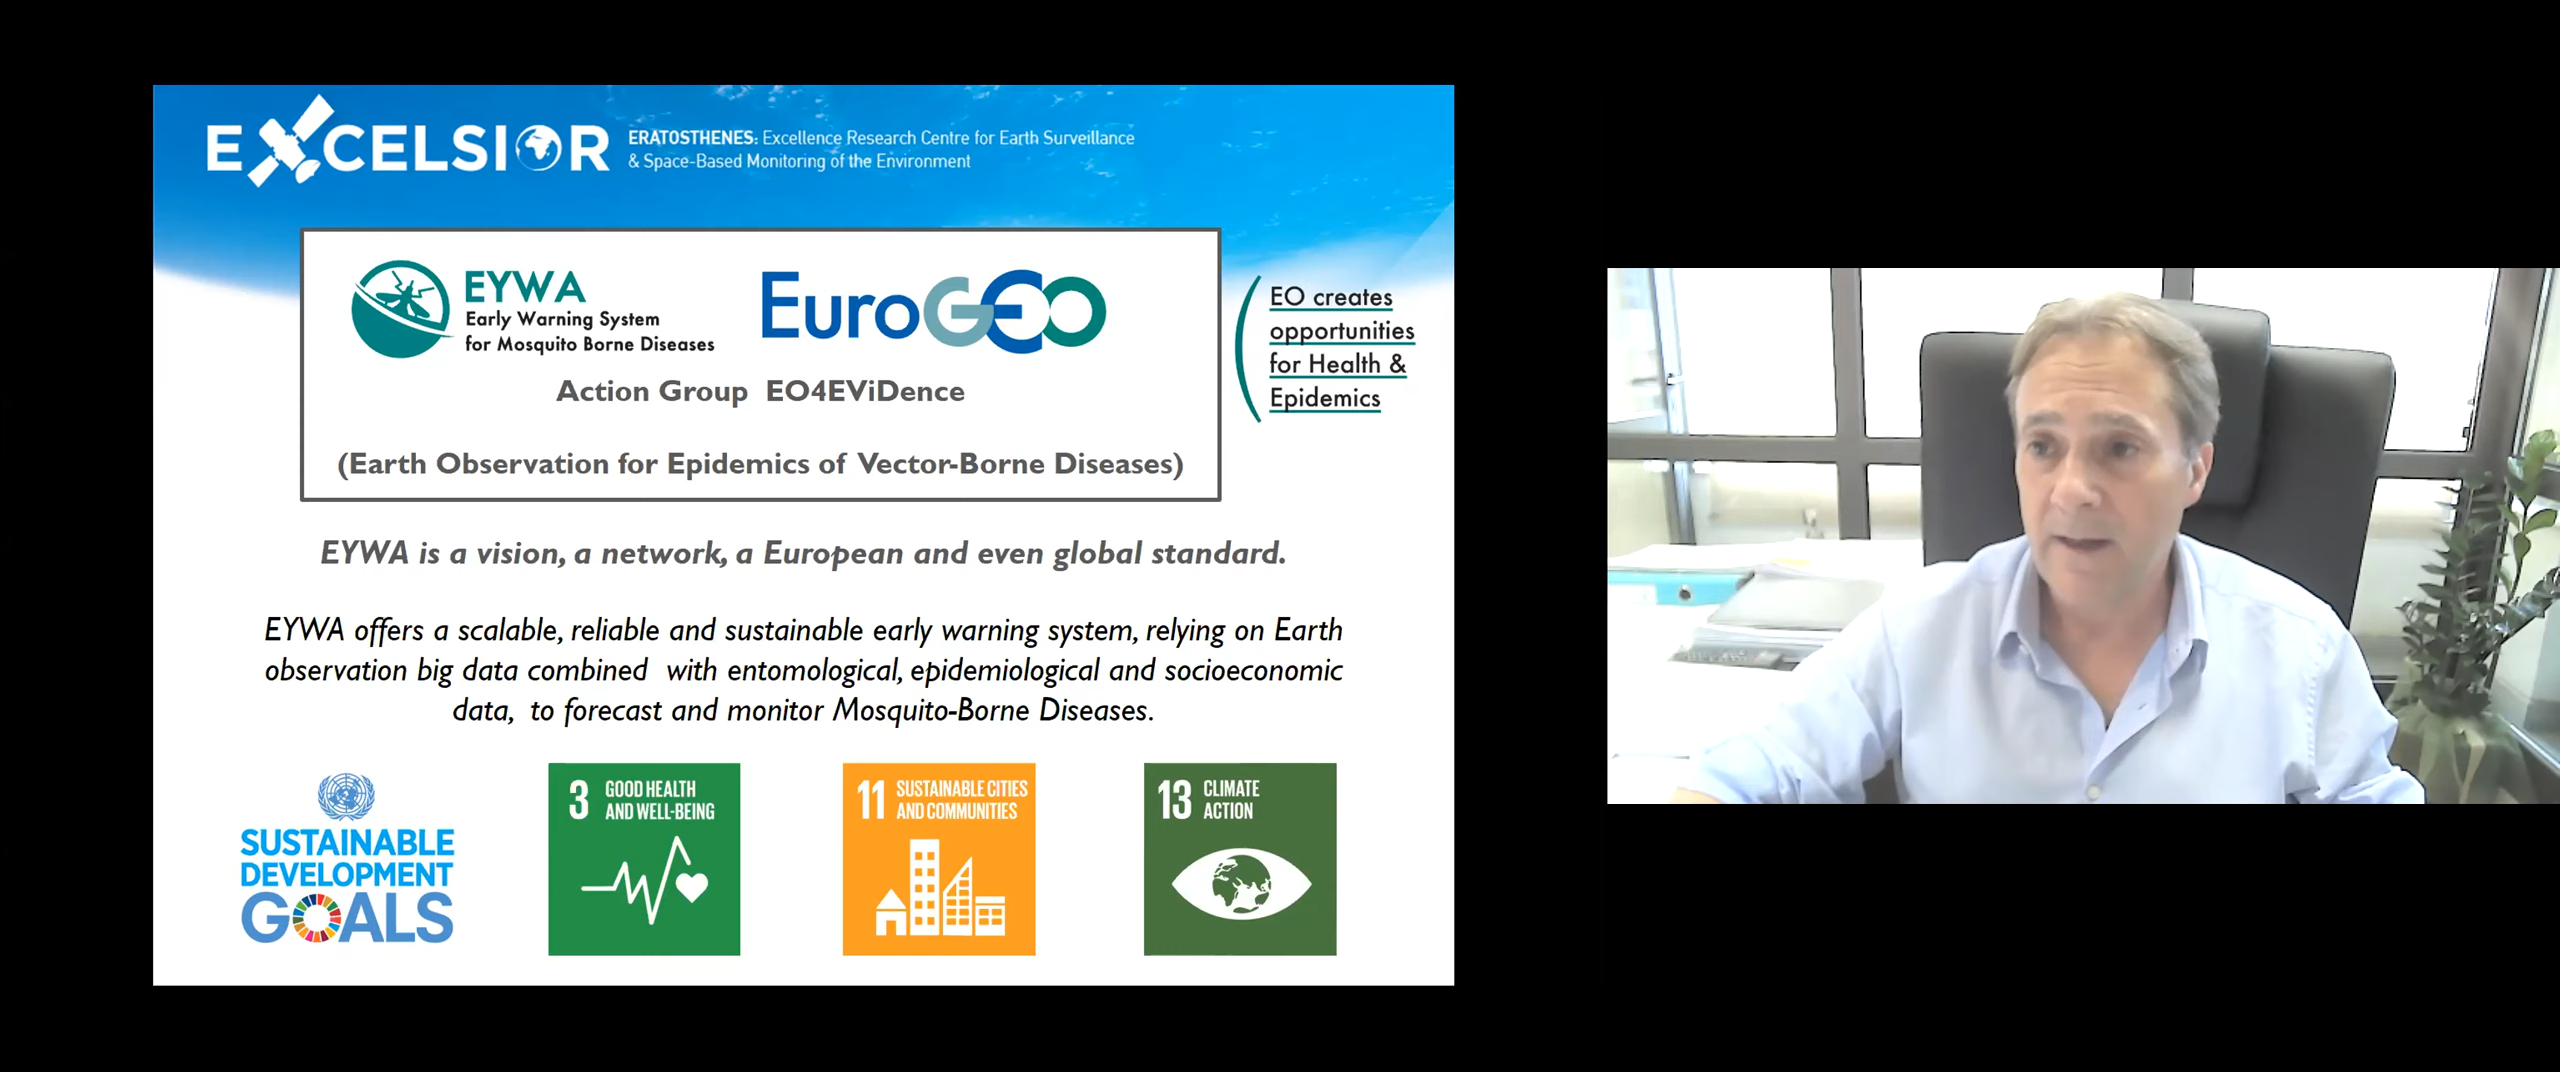 EXCELSIOR
ERATOSTHENES: Excellence Research Centre for Earth Surveillance
& Space-Based Monitoring of the Environment
EYWA
Early Warning System
for Mosquito Borne Diseases
EuroGEO
Action Group EO4EViDence
(Earth Observation for Epidemics of Vector-Borne Diseases)
EO creates
opportunities
for Health &
Epidemics
EYWA is a vision, a network, a European and even global standard.
EYWA offers a scalable, reliable and sustainable early warning system, relying on Earth
observation big data combined with entomological, epidemiological and socioeconomic
data, to forecast and monitor Mosquito-Borne Diseases.
SUSTAINABLE
DEVELOPMENT
GOALS
3 GOOD HEALTH
AND WELL-BEING
11 SUSTAINABLE CITIES
AND COMMUNITIES
13 CLIMATE
ACTION